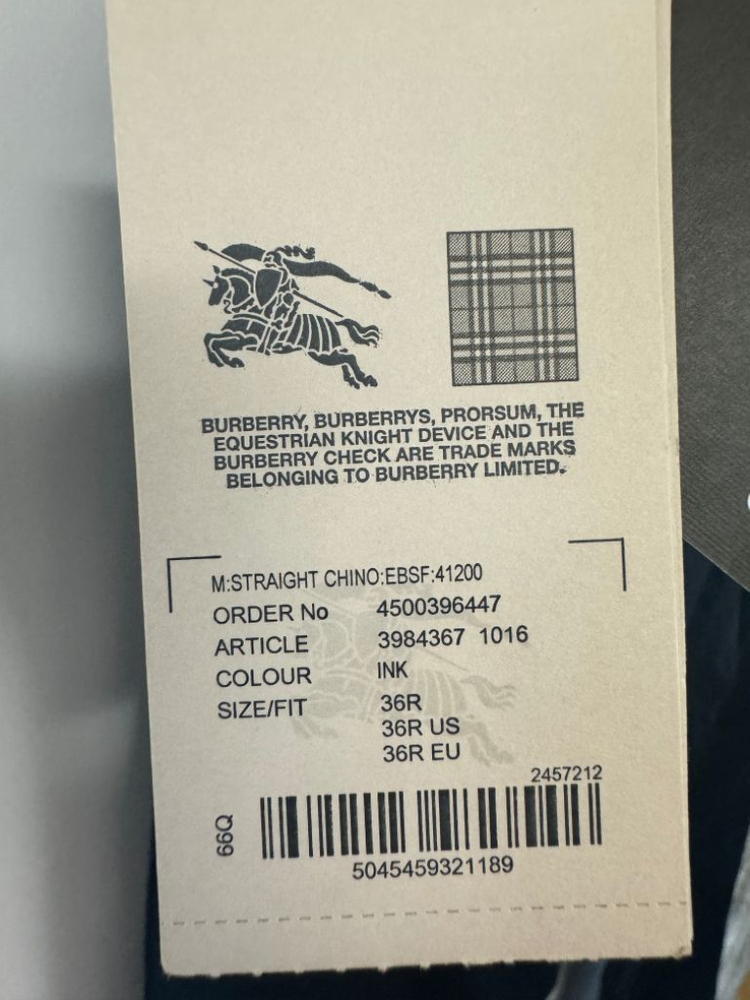 BURBERRY, BURBERRYS, PRORSUM, THE
EQUESTRIAN KNIGHT DEVICE AND THE
BURBERRY CHECK ARE TRADE MARKS
BELONGING TO BURBERRY LIMITED.
M:STRAIGHT CHINO:EBSF:41200
ORDER No 4500396447
ARTICLE 3984367 1016
COLOUR INK
SIZE/FIT 36R
36R US
36R EU
2457212
66Q
5045459321189